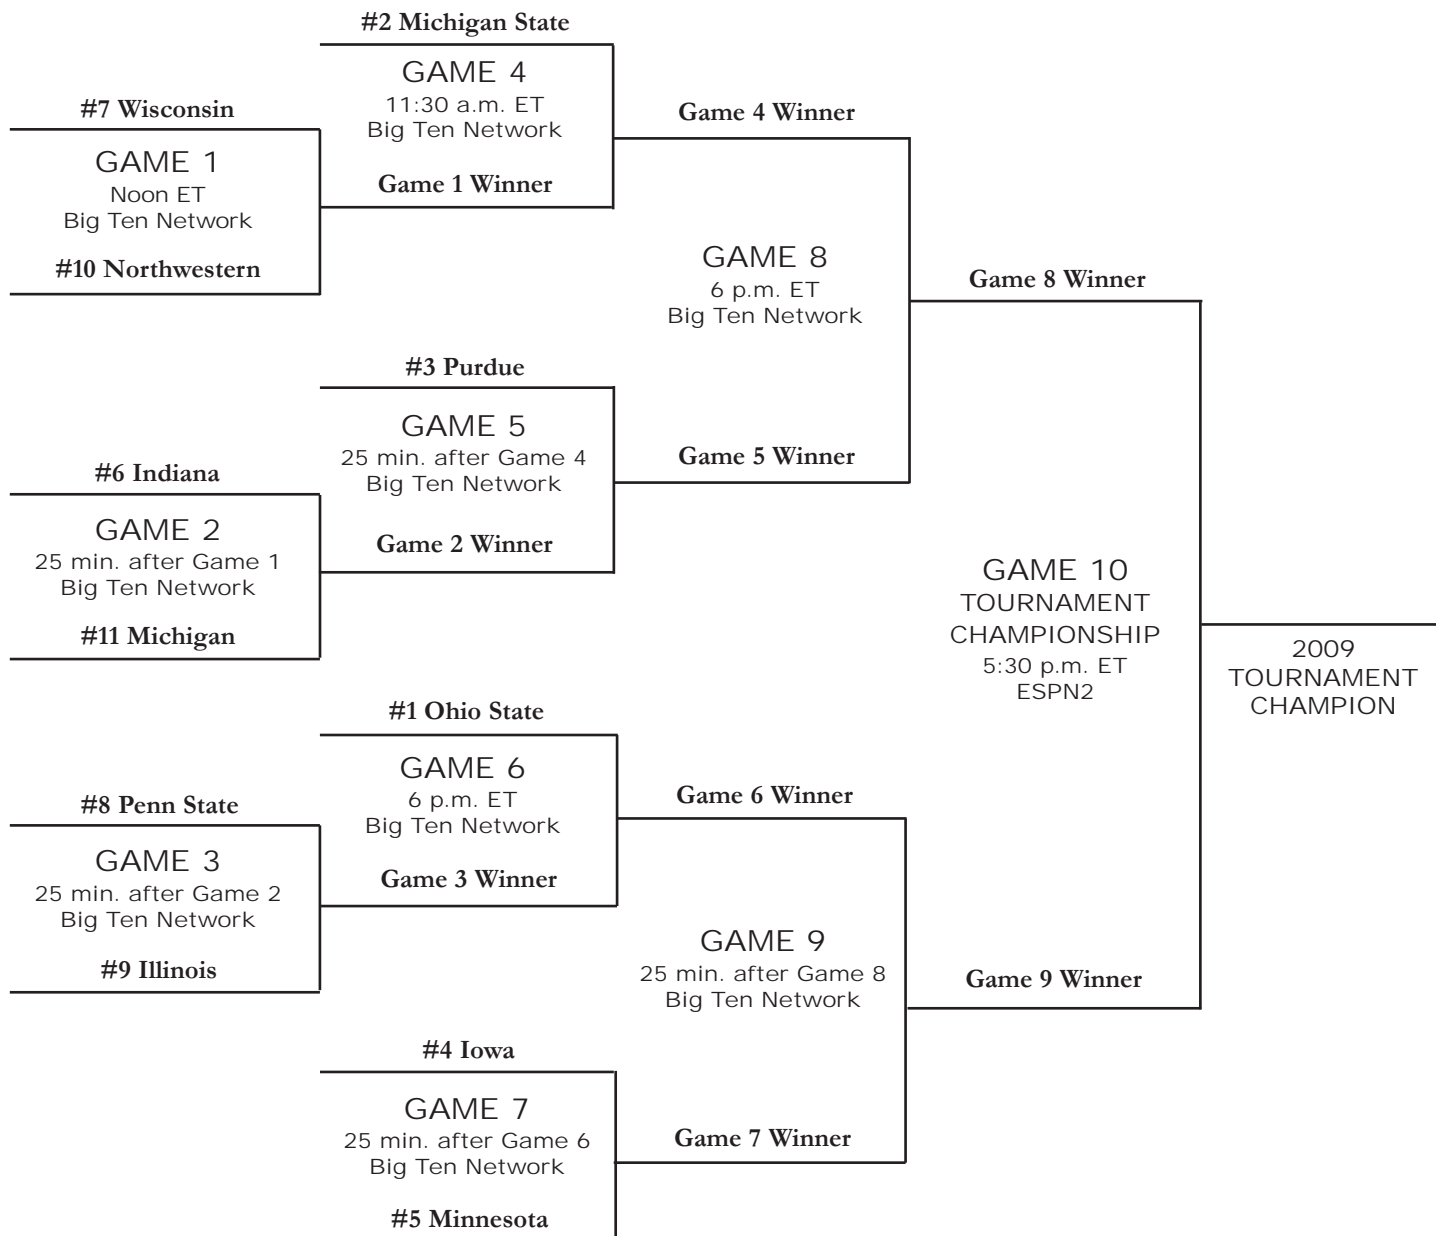 #2 Michigan State
GAME 4
11:30 a.m. ET
Big Ten Network
Game 1 Winner
#7 Wisconsin
GAME 1
Noon ET
Big Ten Network
#10 Northwestern
Game 4 Winner
GAME 8
6 p.m. ET
Big Ten Network
Game 5 Winner
Game 8 Winner
#3 Purdue
GAME 5
25 min. after Game 4
Big Ten Network
Game 2 Winner
#6 Indiana
GAME 2
25 min. after Game 1
Big Ten Network
#11 Michigan
GAME 10
TOURNAMENT
CHAMPIONSHIP
5:30 p.m. ET
ESPN2
2009
TOURNAMENT
CHAMPION
#1 Ohio State
GAME 6
6 p.m. ET
Big Ten Network
Game 3 Winner
#8 Penn State
GAME 3
25 min. after Game 2
Big Ten Network
#9 Illinois
Game 6 Winner
GAME 9
25 min. after Game 8
Big Ten Network
Game 7 Winner
Game 9 Winner
#4 Iowa
GAME 7
25 min. after Game 6
Big Ten Network
#5 Minnesota